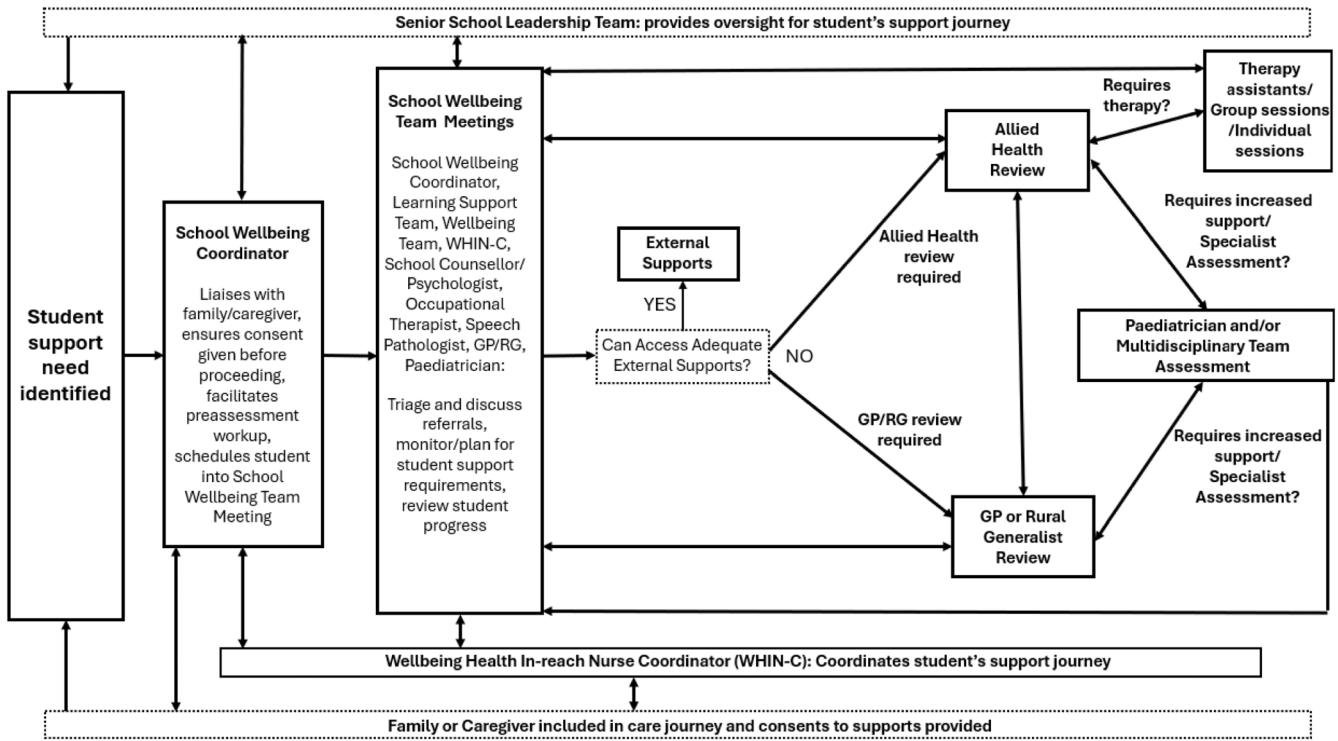 Senior School Leadership Team: provides oversight for student's support journey
Student
support
need
identified
School Wellbeing
Coordinator
Liaises with
family/caregiver,
ensures consent
given before
proceeding,
facilitates
preassessment
workup,
schedules student
into School
Wellbeing Team
Meeting
School Wellbeing
Team Meetings
School Wellbeing
Coordinator,
Learning Support
Team, Wellbeing
Team, WHIN-C,
School Counsellor/
Psychologist,
Occupational
Therapist, Speech
Pathologist, GP/RG,
Paediatrician:
Triage and discuss
referrals,
monitor/plan for
student support
requirements,
review student
progress
External
Supports
YES
Can Access Adequate
External Supports?
NO
Allied Health
review
required
GP/RG review
required
Allied
Health
Review
GP or Rural
Generalist
Review
Requires
therapy?
Therapy
assistants/
Group sessions
/Individual
sessions
Requires increased
support/
Specialist
Assessment?
Paediatrician and/or
Multidisciplinary Team
Assessment
Requires increased
support/
Specialist
Assessment?
Wellbeing Health In-reach Nurse Coordinator (WHIN-C): Coordinates student's support journey
Family or Caregiver included in care journey and consents to supports provided